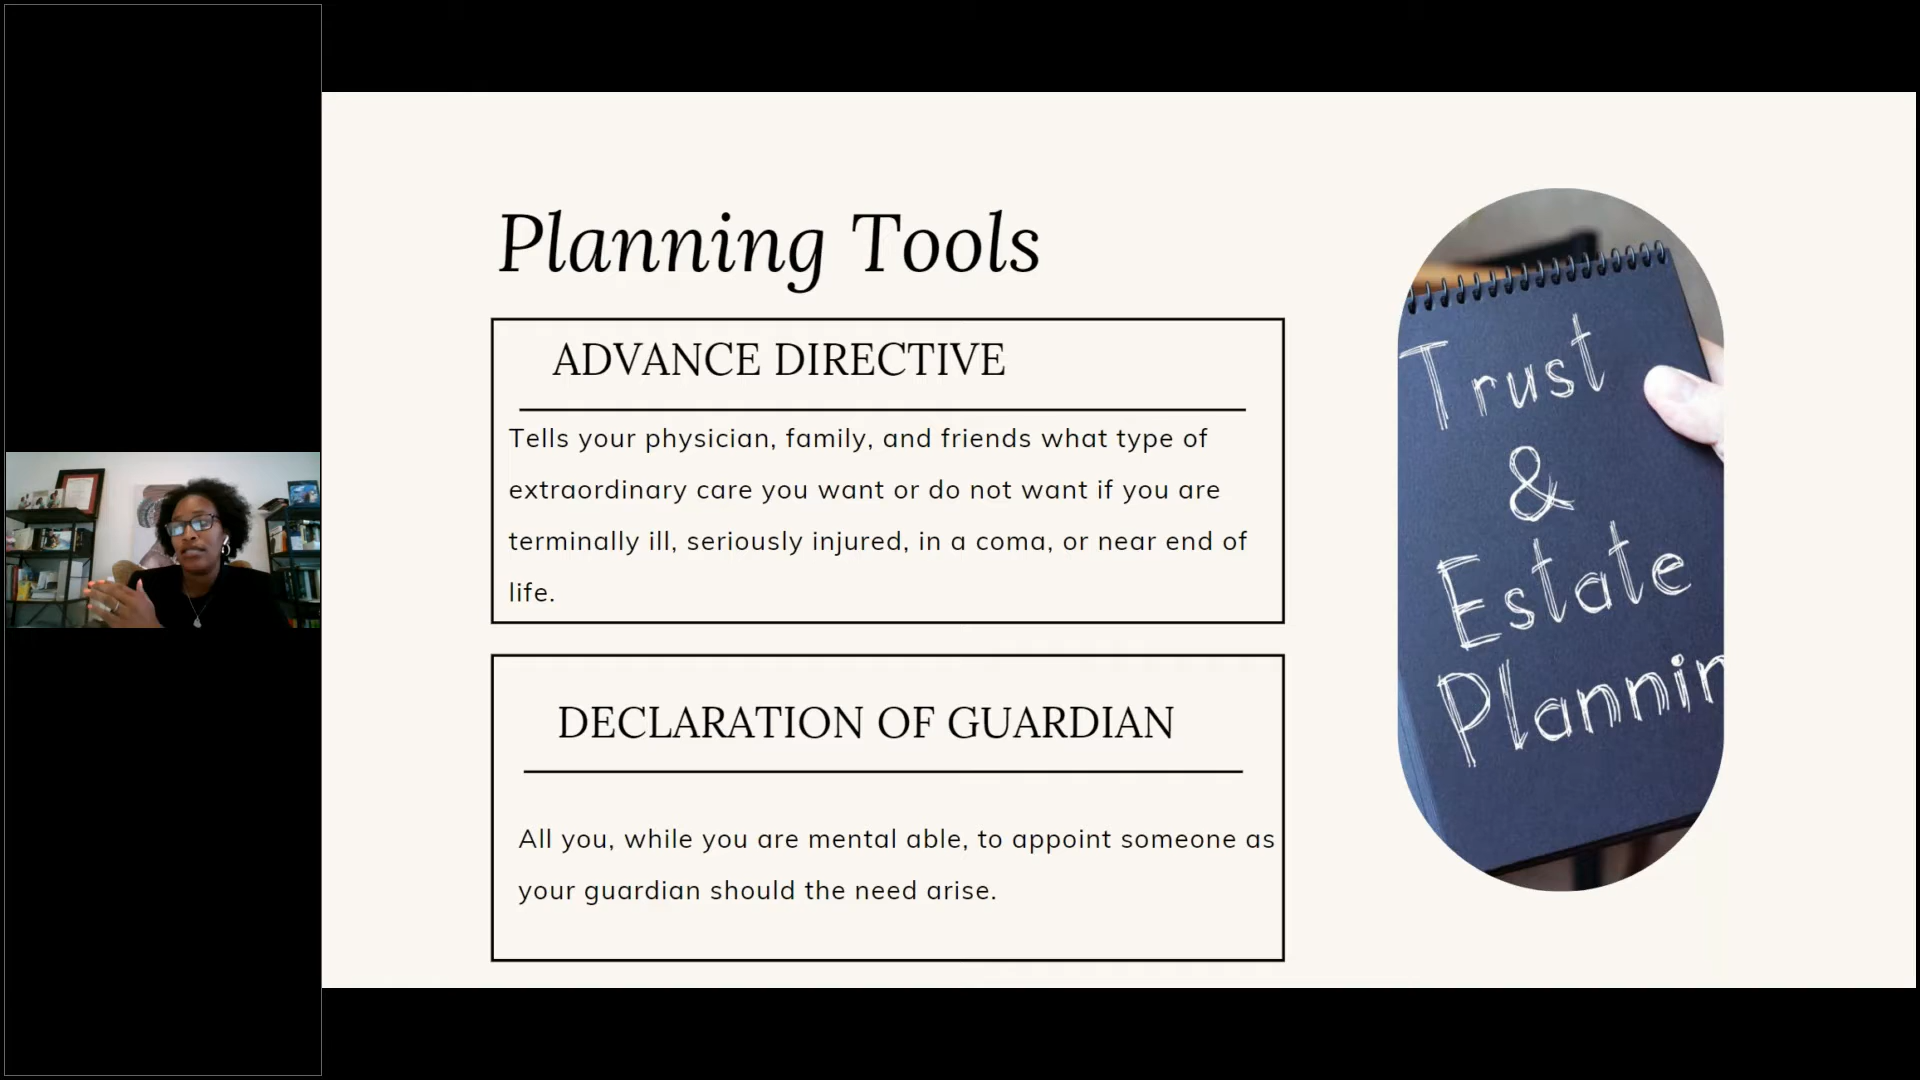 Planning Tools
ADVANCE DIRECTIVE
Tells your physician, family, and friends what type of
extraordinary care you want or do not want if you are
terminally ill, seriously injured, in a coma, or near end of
life.
DECLARATION OF GUARDIAN
All you, while you are mental able, to appoint someone as
your guardian should the need arise.
Trust
&
Estate
Plannin